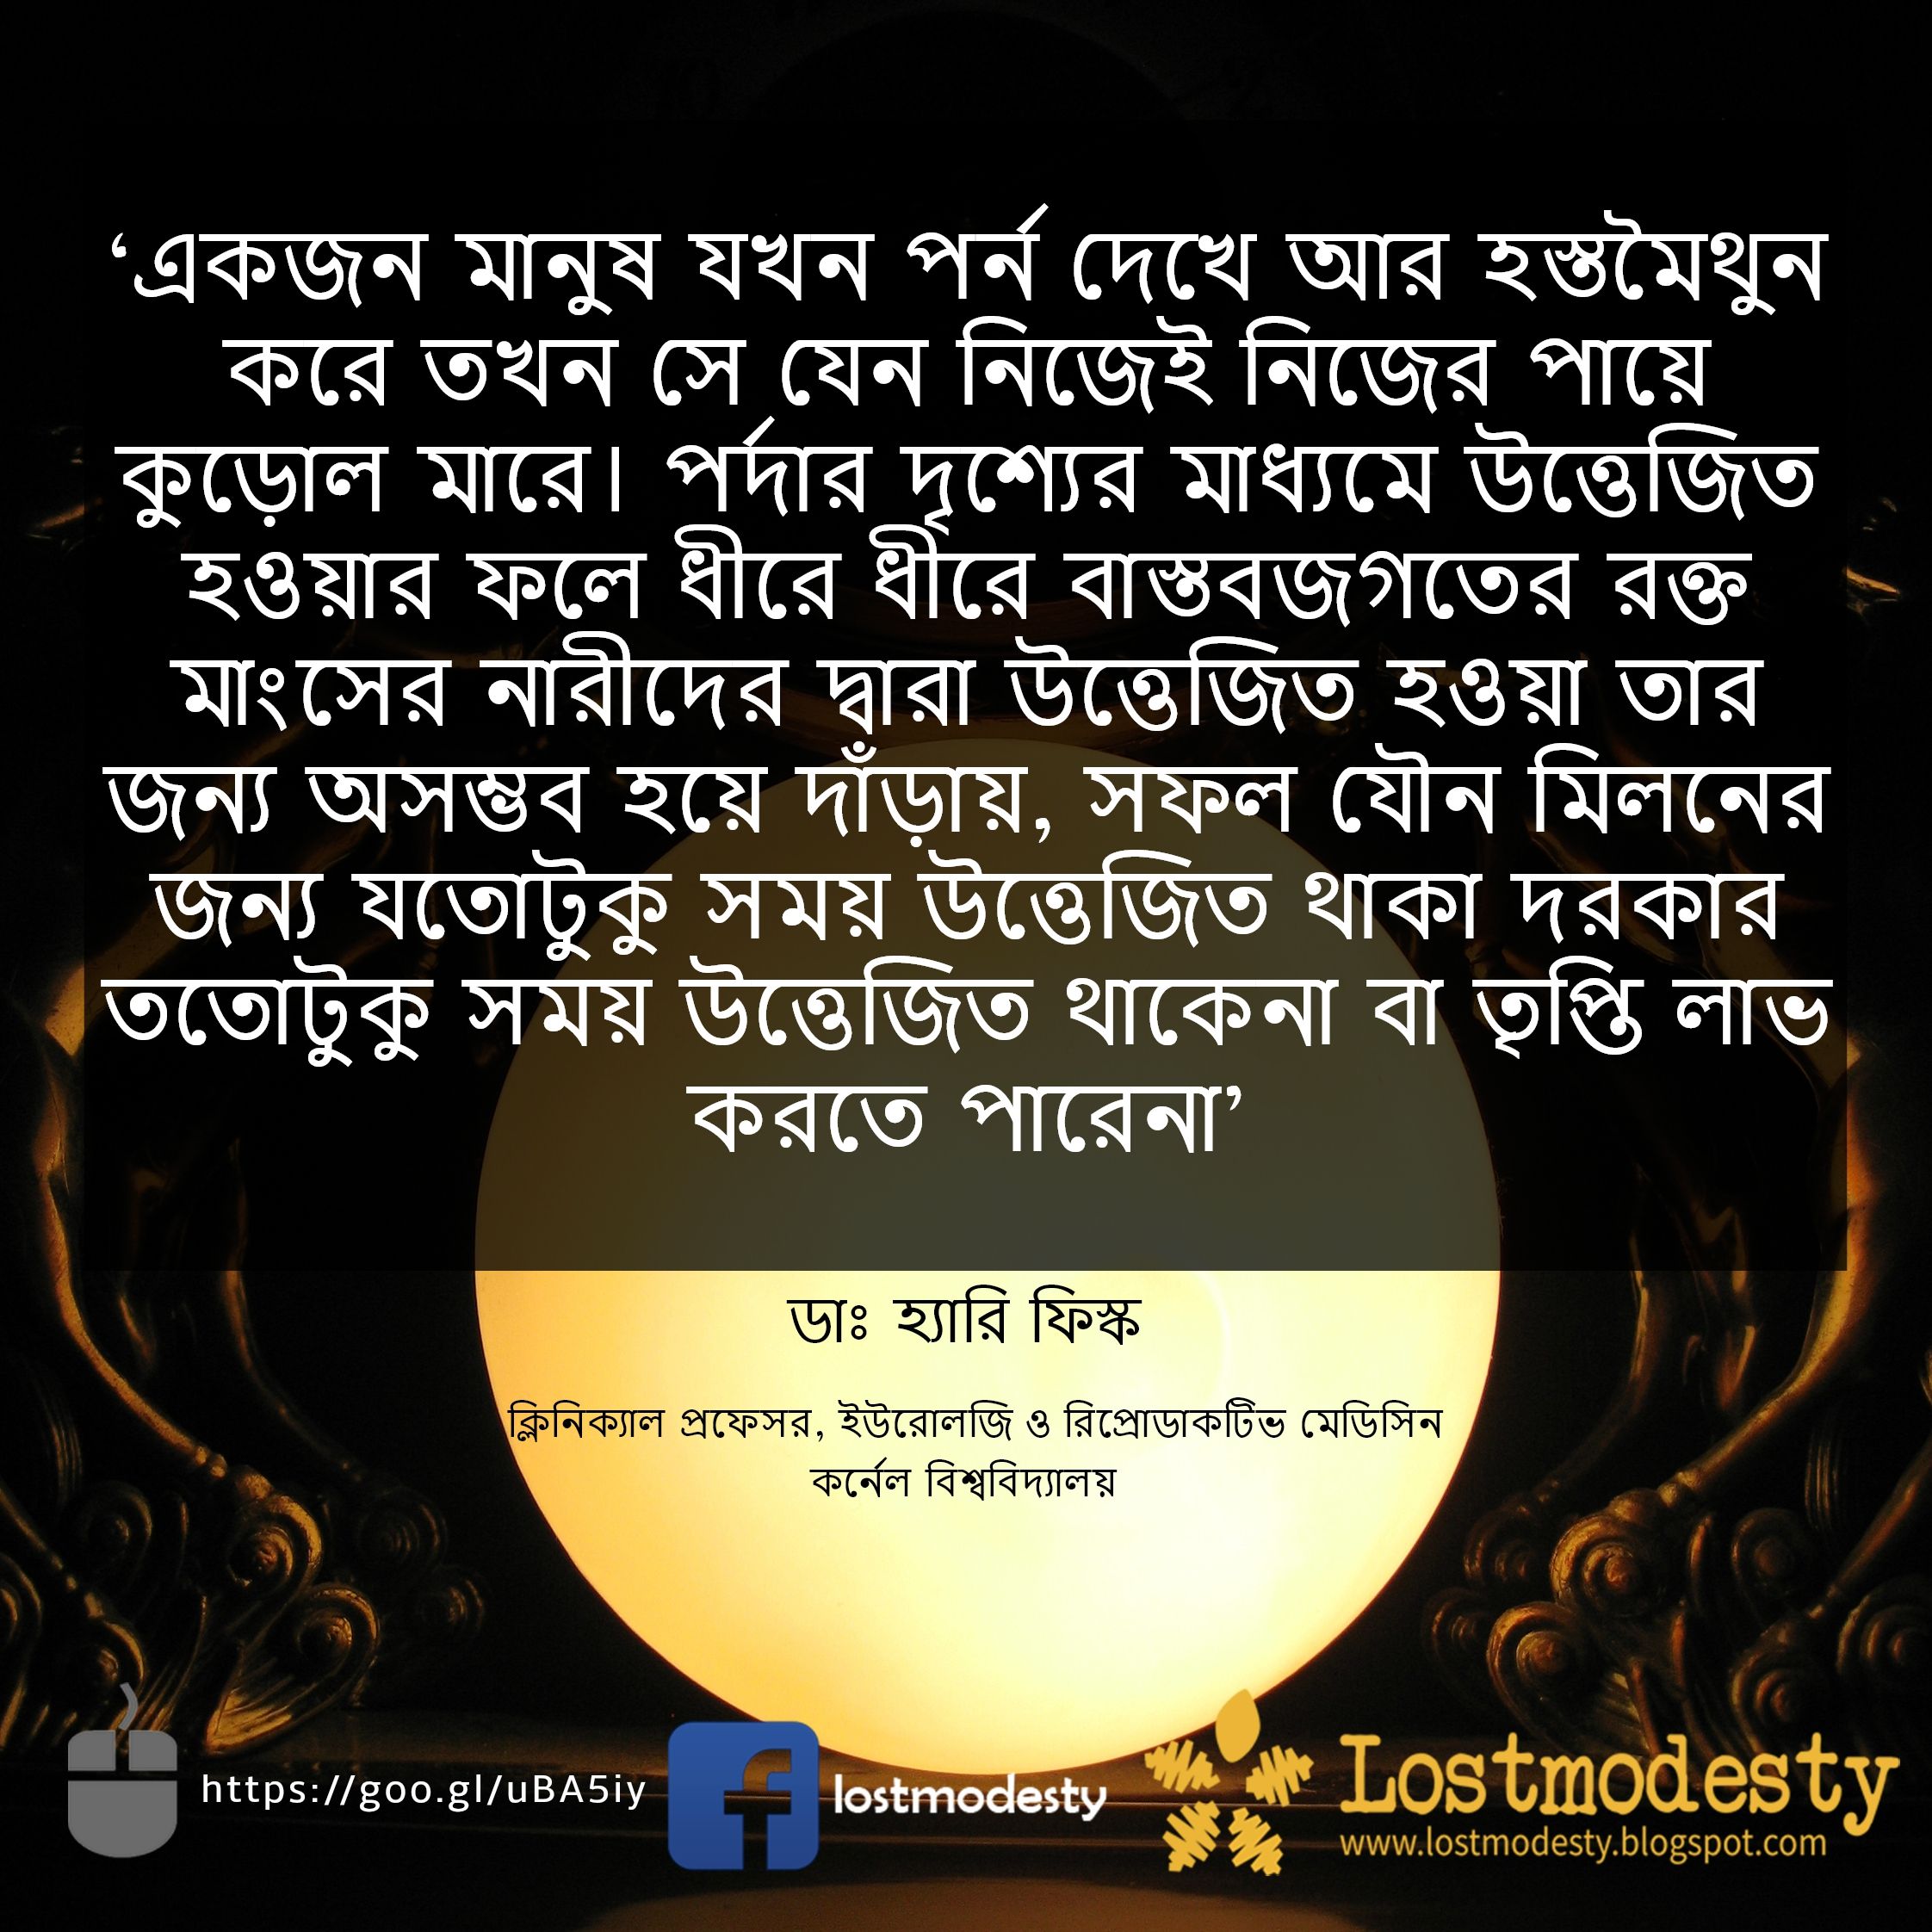 ‘একজন মানুষ যখন পর্ন দেখে আর হস্তমৈথুন
করে তখন সে যেন নিজেই নিজের পায়ে
কুড়োল মারে। পর্দার দৃশ্যের মাধ্যমে উত্তেজিত
হওয়ার ফলে ধীরে ধীরে বাস্তবজগতের রক্ত
মাংসের নারীদের দ্বারা উত্তেজিত হওয়া তার
জন্য অসম্ভব হয়ে দাঁড়ায়, সফল যৌন মিলনের
জন্য যতোটুকু সময় উত্তেজিত থাকা দরকার
ততোটুকু সময় উত্তেজিত থাকেনা বা তৃপ্তি লাভ
করতে পারেনা’
ডাঃ হ্যারি ফিস্ক
ক্লিনিক্যাল প্রফেসর, ইউরোলজি ও রিপ্রোডাকটিভ মেডিসিন
কর্নেল বিশ্ববিদ্যালয়
https://goo.gl/uBA5iy
lostmodesty
Lostmodesty
www.lostmodesty.blogspot.com